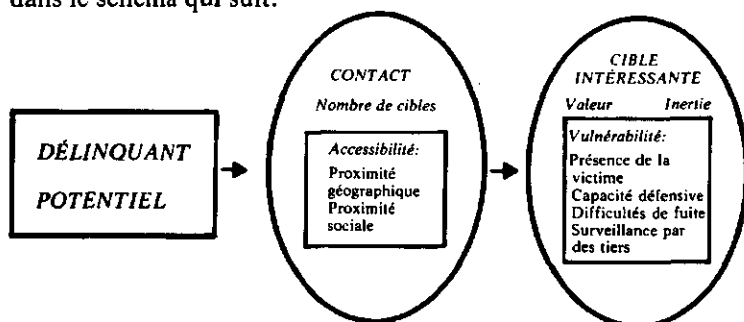 dans le schéma qui suit.
DÉLINQUANT
POTENTIEL
CONTACT
Nombre de cibles
Accessibilité:
Proximité
géographique
Proximité
sociale
CIBLE
INTÉRESSANTE
Valeur Inertie
Vulnérabilité:
Présence de la
victime
Capacité défensive
Difficultés de fuite
Surveillance par
des tiers